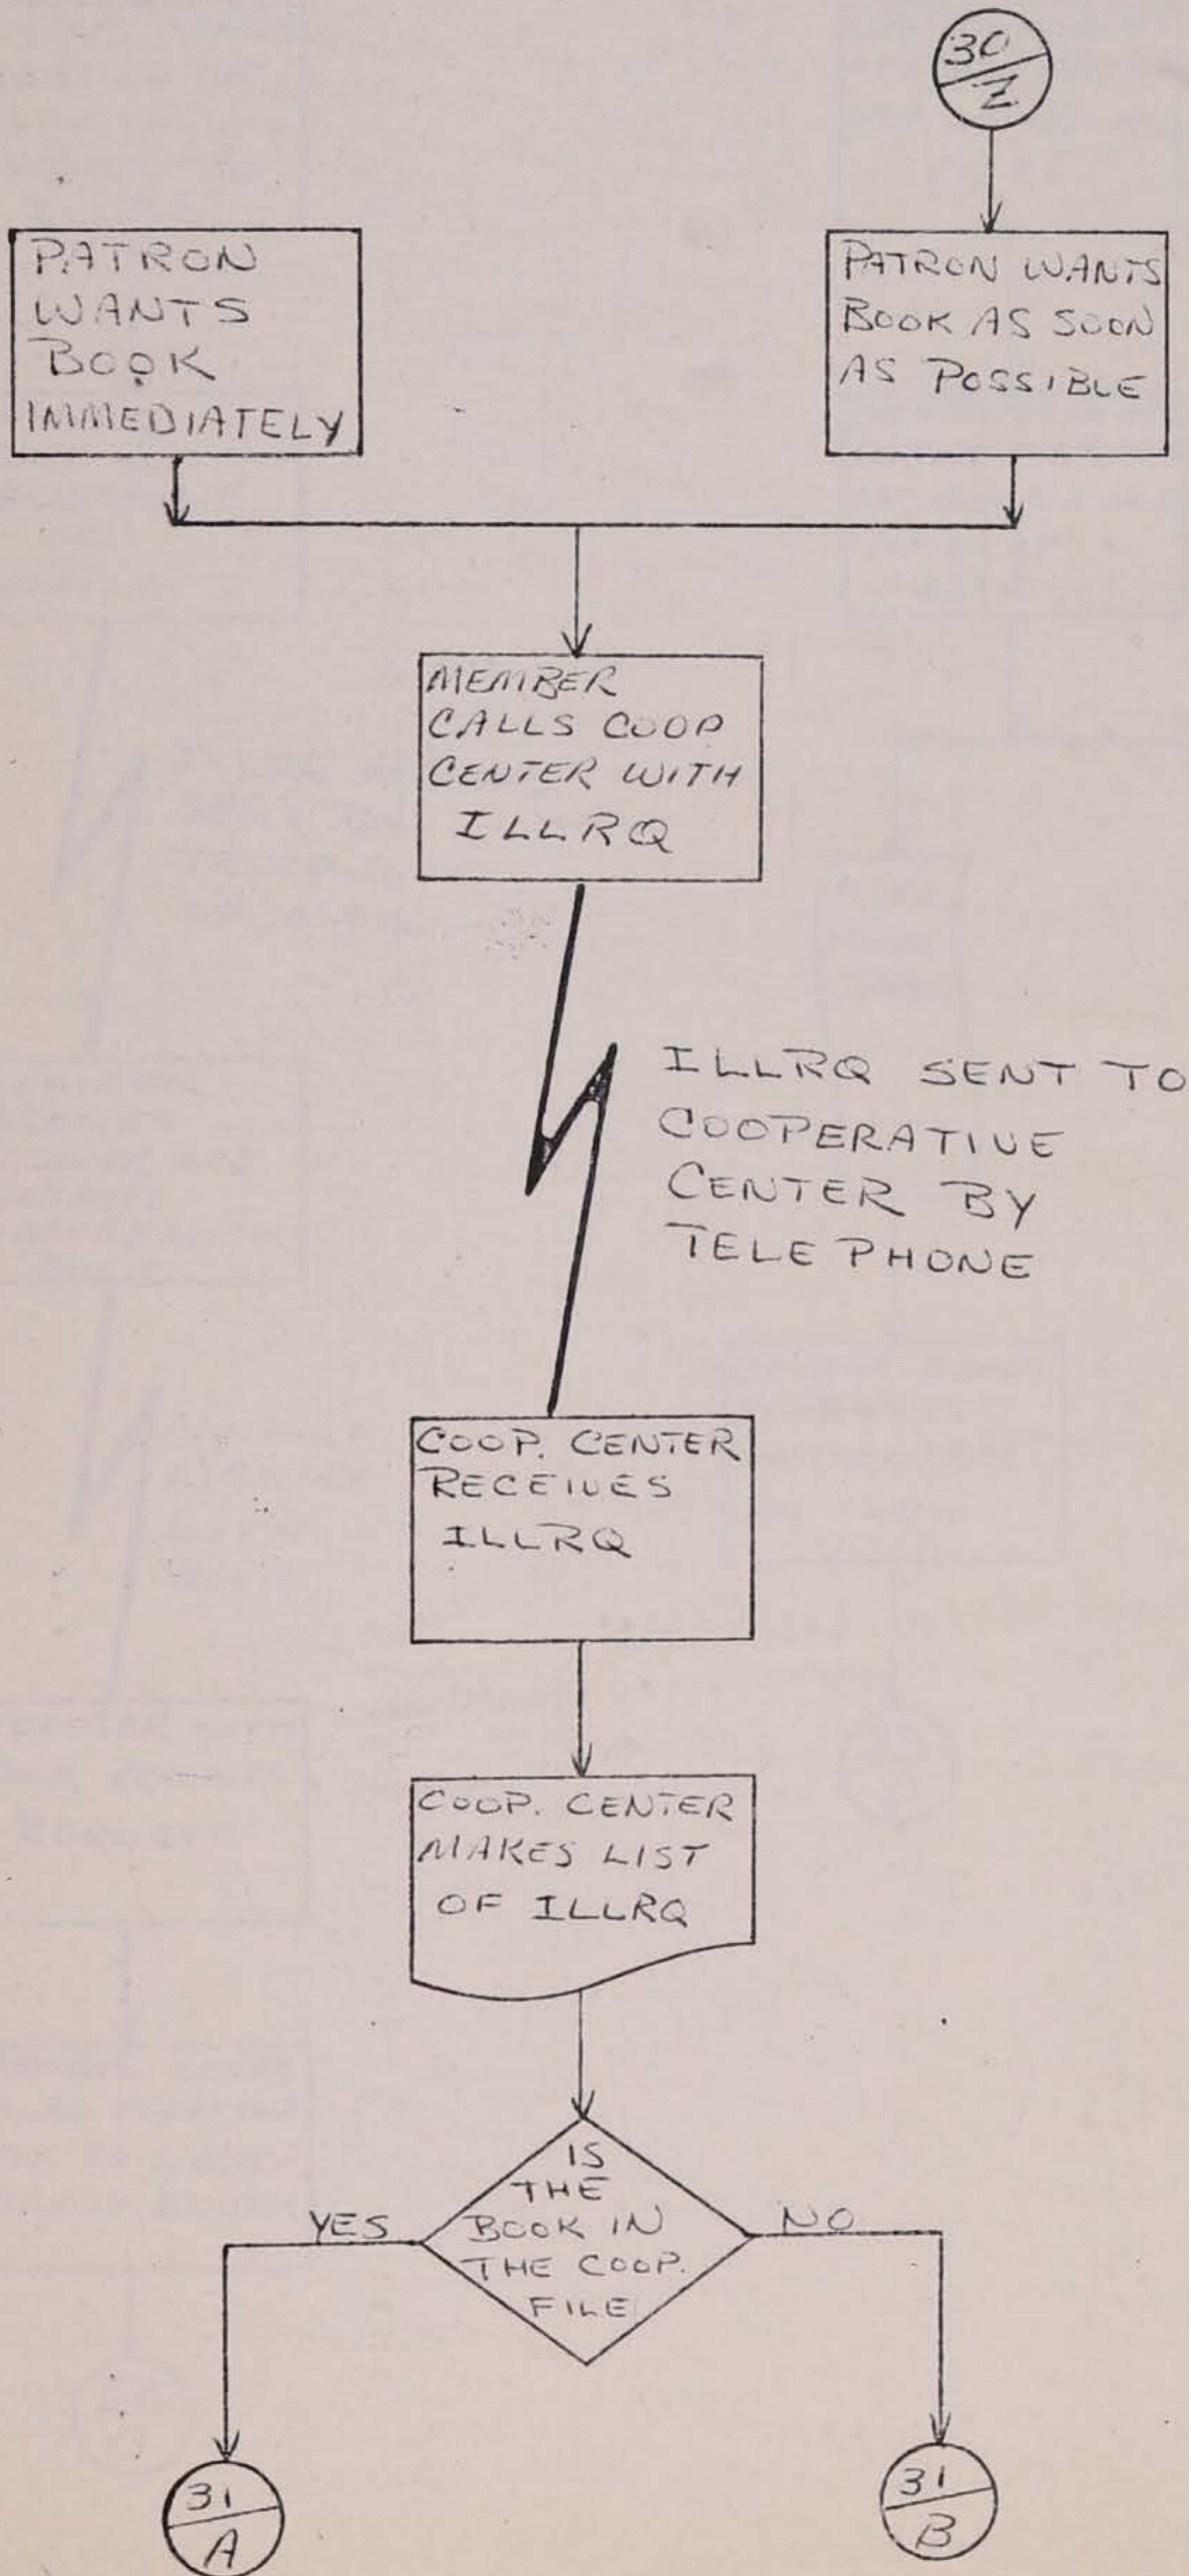 30
Z
PATRON
WANTS
BOOK
IMMEDIATELY
PATRON WANTS
BOOK AS SOON
AS POSSIBLE
MEMBER
CALLS COOP
CENTER WITH
ILLRQ
ILLRQ SENT TO
COOPERATIVE
CENTER BY
TELEPHONE
COOP. CENTER
RECEIVES
ILLRQ
COOP. CENTER
MAKES LIST
OF ILLRQ
IS
THE
BOOK IN
THE COOP.
FILE
YES
NO
31
A
31
B